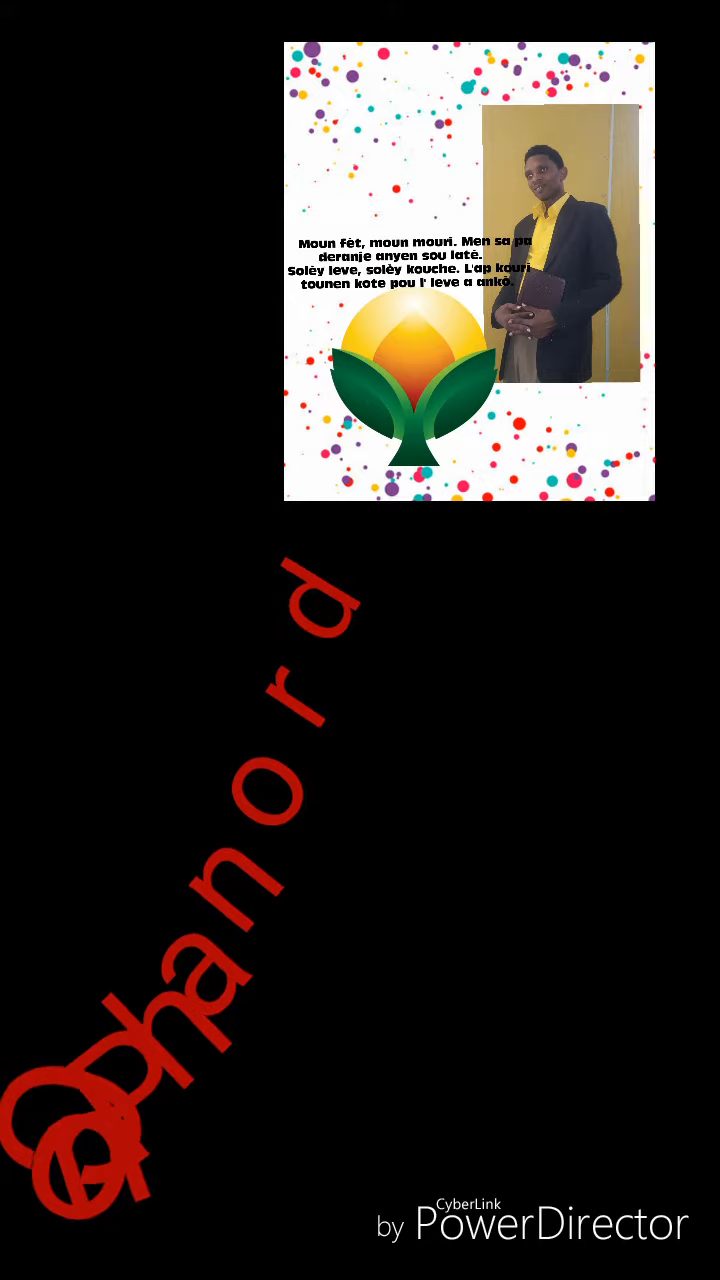 Moun fèt, moun mouri. Men sa pa
deranje anyen sou latè.
Solèy leve, solèy kouche. L'ap kouri
tounen kote pou l' leve a ankò.
phanord
by CyberLink PowerDirector